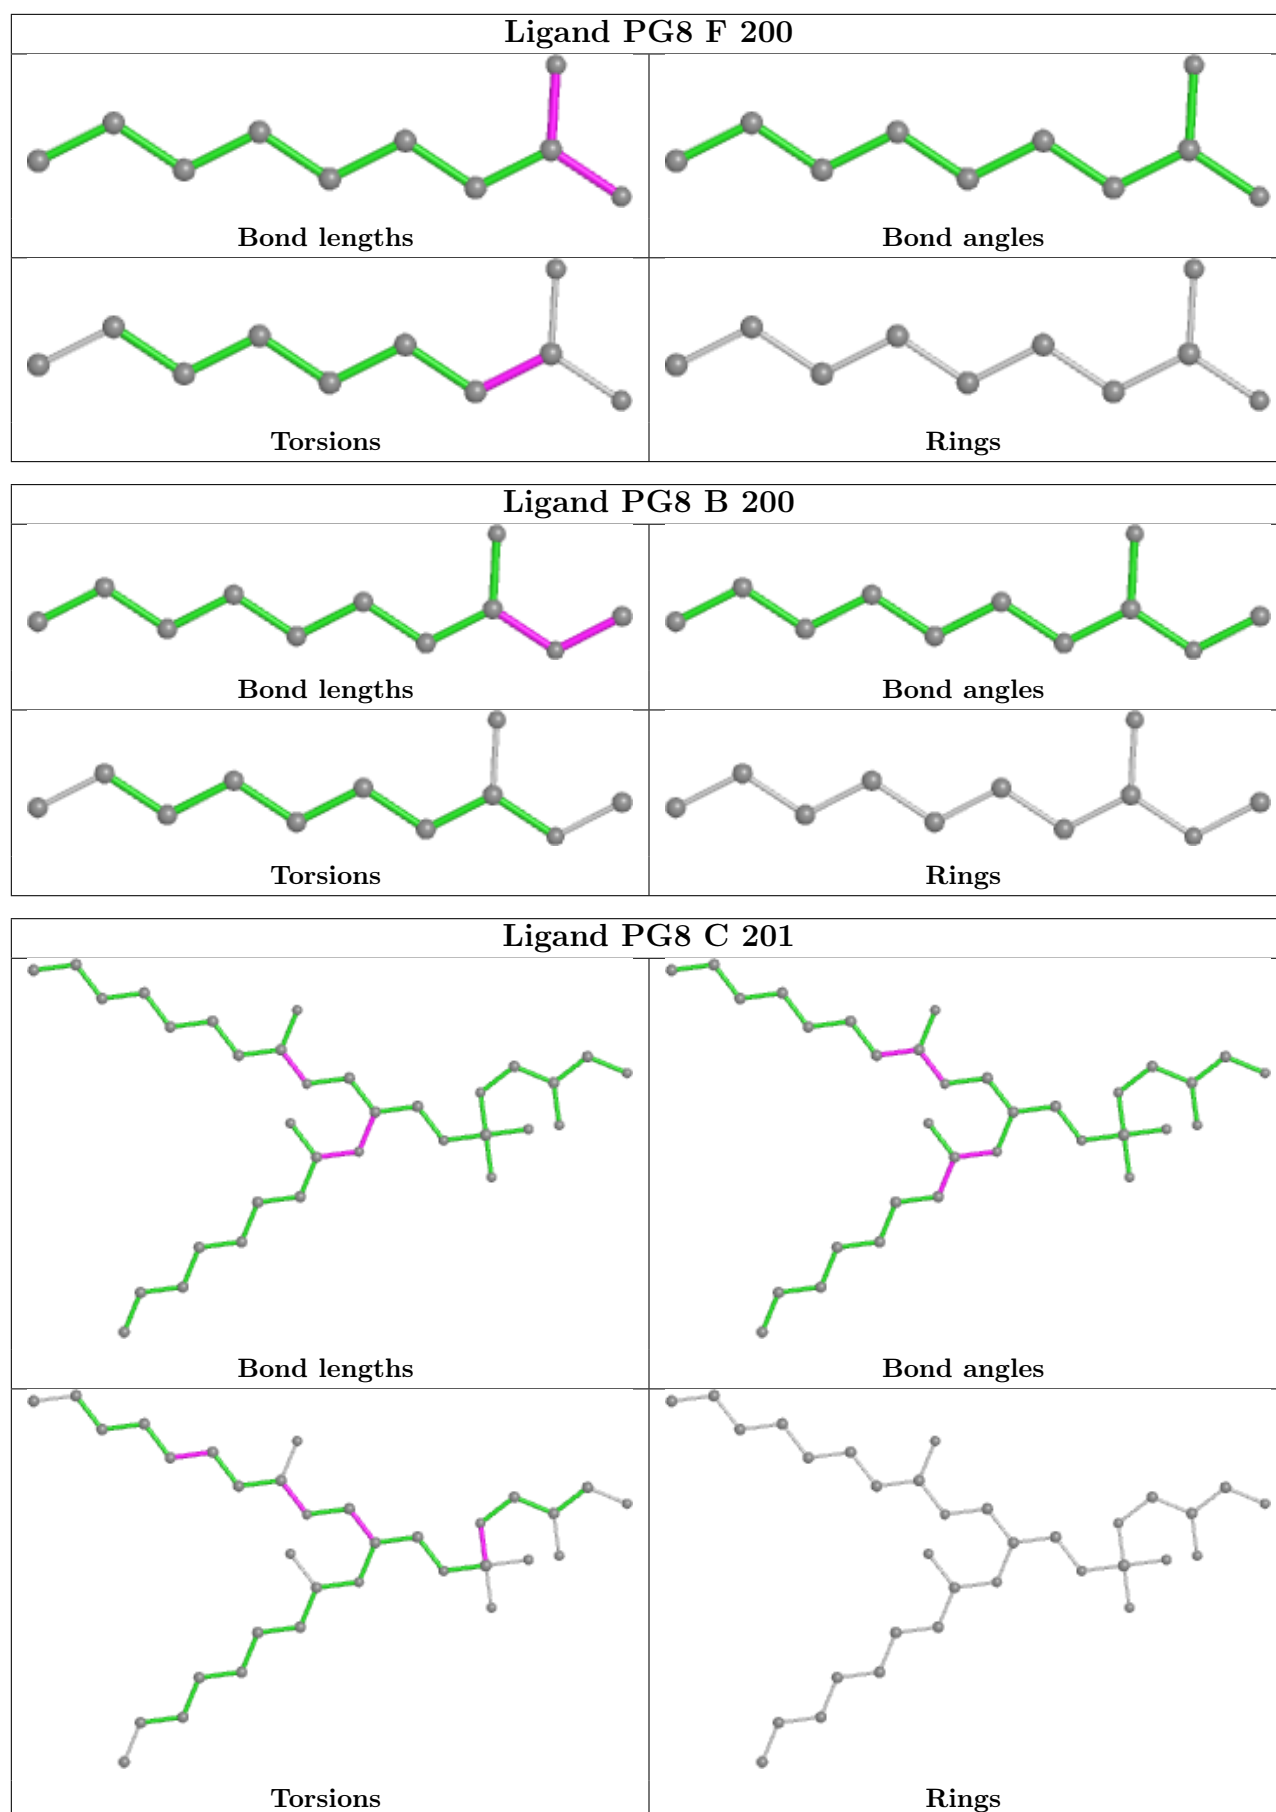 Ligand PG8 F 200
Bond lengths
Bond angles
Torsions
Rings
Ligand PG8 B 200
Bond lengths
Bond angles
Torsions
Rings
Ligand PG8 C 201
Bond lengths
Bond angles
Torsions
Rings